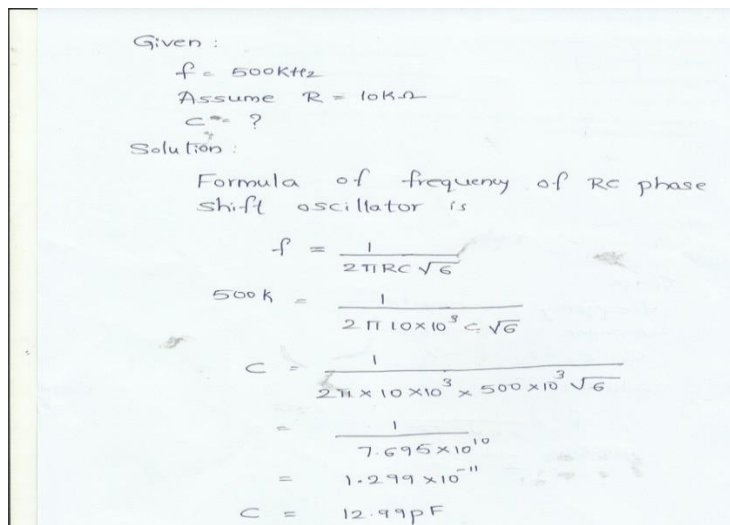 Given :
f = 500KHz
Assume R = 10KΩ
C = ?
Solution :
Formula of frequency of RC phase
shift oscillator is
f = 1 / 2πRC√6
500k = 1 / 2π 10×10³ C √6
C = 1 / 2π × 10 ×10³ × 500 ×10³ √6
= 1 / 7.695×10¹⁰
= 1.299 ×10⁻¹¹
C = 12.99pF